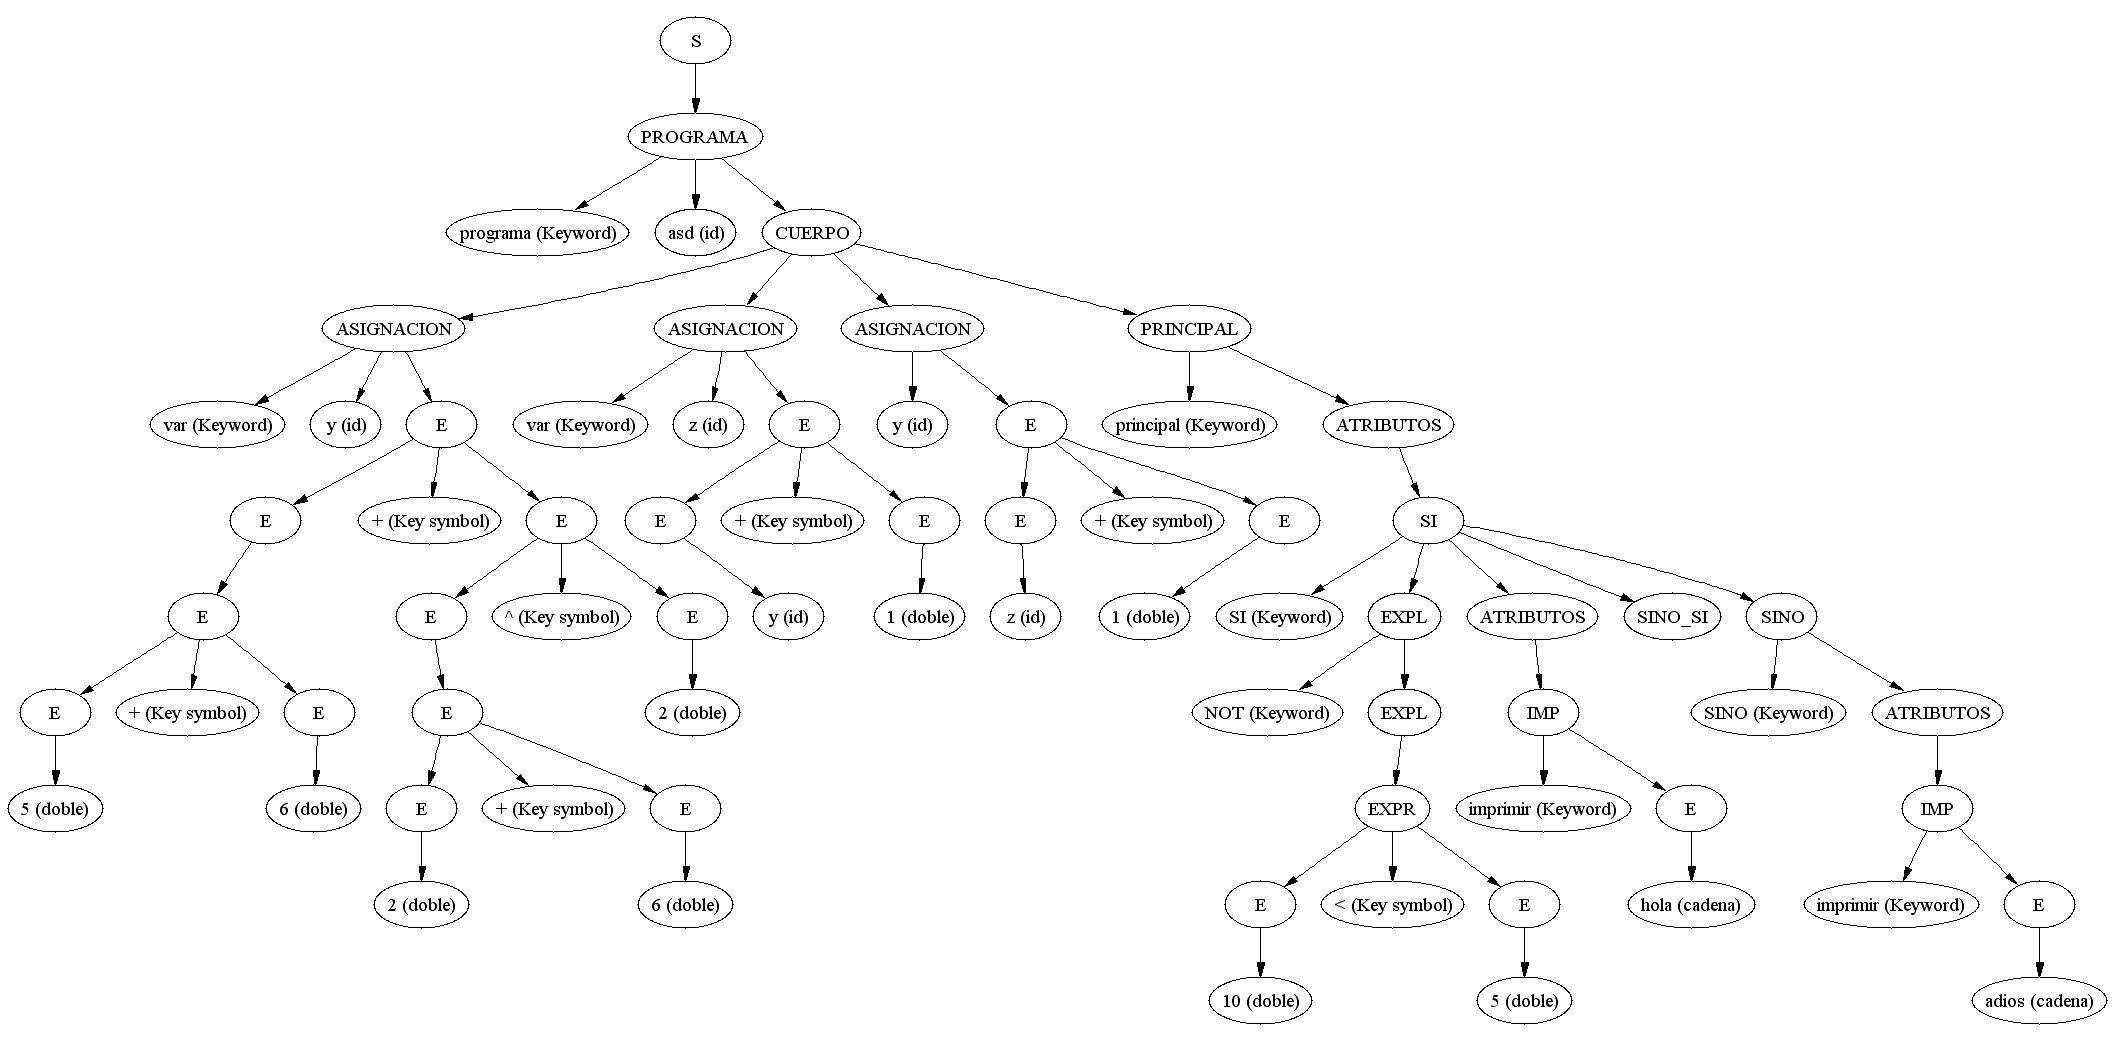 S
PROGRAMA
programa (Keyword) asd (id) CUERPO
ASIGNACION ASIGNACION ASIGNACION PRINCIPAL
var (Keyword) y (id) E var (Keyword) z (id) E y (id) E principal (Keyword) ATRIBUTOS
E + (Key symbol) E E + (Key symbol) E E + (Key symbol) E SI
E E ^ (Key symbol) E y (id) 1 (doble) z (id) 1 (doble) SI (Keyword) EXPL ATRIBUTOS SINO_SI SINO
E + (Key symbol) E E 2 (doble) NOT (Keyword) EXPL IMP SINO (Keyword) ATRIBUTOS
5 (doble) 6 (doble) E + (Key symbol) E EXPR imprimir (Keyword) E IMP
2 (doble) 6 (doble) E < (Key symbol) E hola (cadena) imprimir (Keyword) E
10 (doble) 5 (doble) adios (cadena)